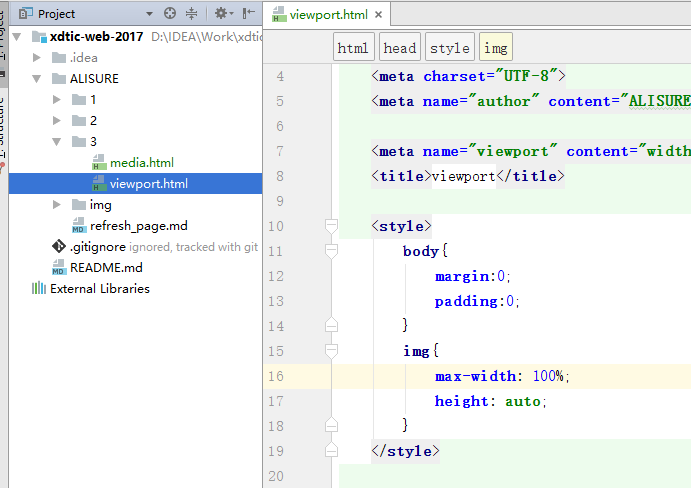 Project
viewport.html
xdtic-web-2017 D:\IDEA\Work\xdtic
.idea
ALISURE
1
2
3
media.html
viewport.html
img
refresh_page.md
.gitignore ignored, tracked with git
README.md
External Libraries
Project
Structure
html head style img
4 <meta charset="UTF-8">
5 <meta name="author" content="ALISURE
6
7 <meta name="viewport" content="width
8 <title>viewport</title>
9
10 <style>
11 body{
12 margin:0;
13 padding:0;
14 }
15 img{
16 max-width: 100%;
17 height: auto;
18 }
19 </style>
20